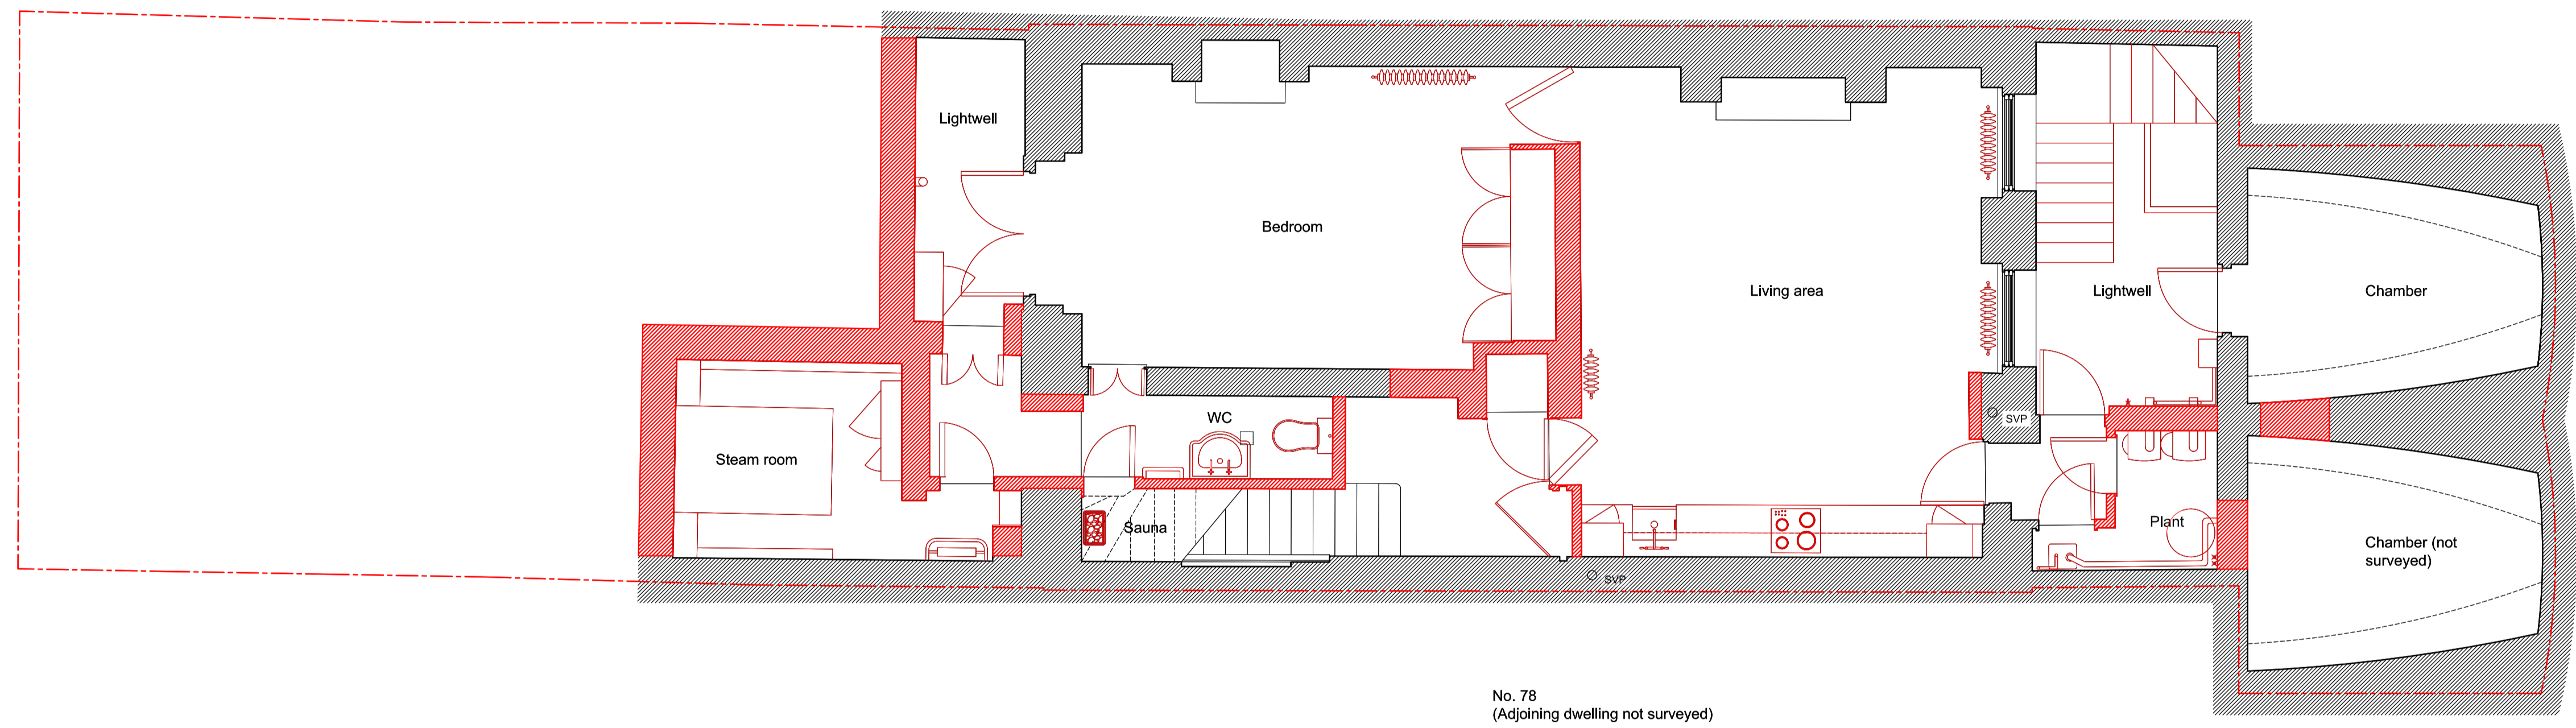 Lightwell
Bedroom
Living area
Lightwell
Chamber
WC
SVP
Steam room
Sauna
Plant
Chamber (not
surveyed)
SVP
No. 78
(Adjoining dwelling not surveyed)